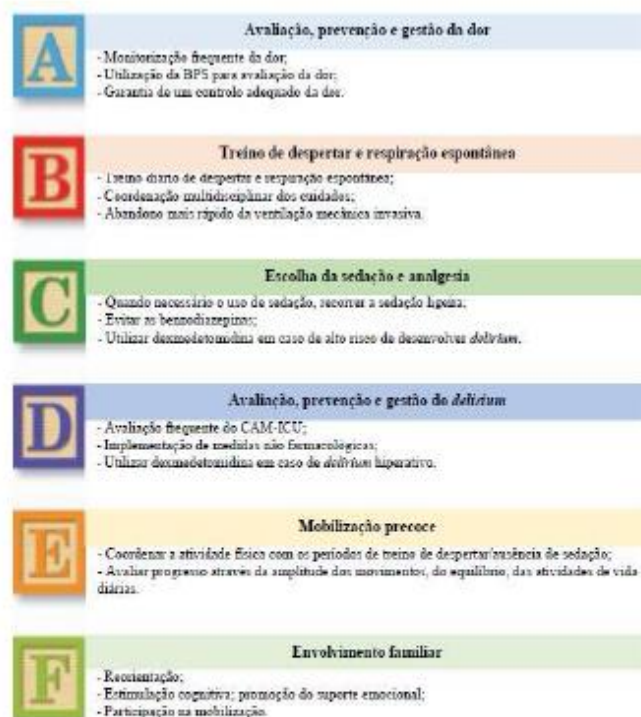 A
Avaliação, prevenção e gestão da dor
- Monitorização frequente da dor;
- Utilização da BPS para avaliação da dor;
- Garantia de um controlo adequado da dor.
B
Treino de despertar e respiração espontânea
- Treino diário de despertar e respiração espontânea;
- Coordenação multidisciplinar dos cuidados;
- Abandono mais rápido da ventilação mecânica invasiva.
C
Escolha da sedação e analgesia
- Quando necessário o uso de sedação, recorrer a sedação ligeira;
- Evitar as benzodiazepinas;
- Utilizar dexmedetomidina em caso de alto risco de desenvolver delirium.
D
Avaliação, prevenção e gestão do delirium
- Avaliação frequente do CAM-ICU;
- Implementação de medidas não farmacológicas;
- Utilizar dexmedetomidina em caso de delirium hiperativo.
E
Mobilização precoce
- Coordenar a atividade física com os períodos de treino de despertar/ausência de sedação;
- Avaliar progresso através da amplitude dos movimentos, do equilíbrio, das atividades de vida
diárias.
F
Envolvimento familiar
- Reorientação;
- Estimulação cognitiva; promoção do suporte emocional;
- Participação na mobilização.